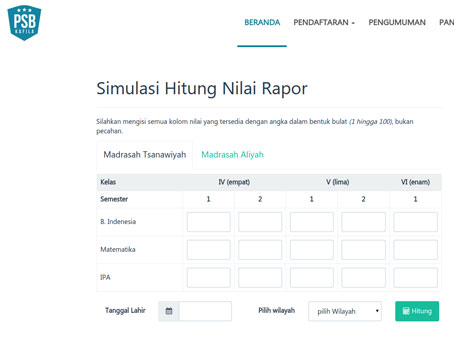 PSB
KAFILA
BERANDA PENDAFTARAN PENGUMUMAN PAN
Simulasi Hitung Nilai Rapor
Silahkan mengisi semua kolom nilai yang tersedia dengan angka dalam bentuk bulat (1 hingga 100), bukan
pecahan.
Madrasah Tsanawiyah Madrasah Aliyah
Kelas IV (empat) V (lima) VI (enam)
Semester 1 2 1 2 1
B. Indenesia
Matematika
IPA
Tanggal Lahir Pilih wilayah pilih Wilayah Hitung